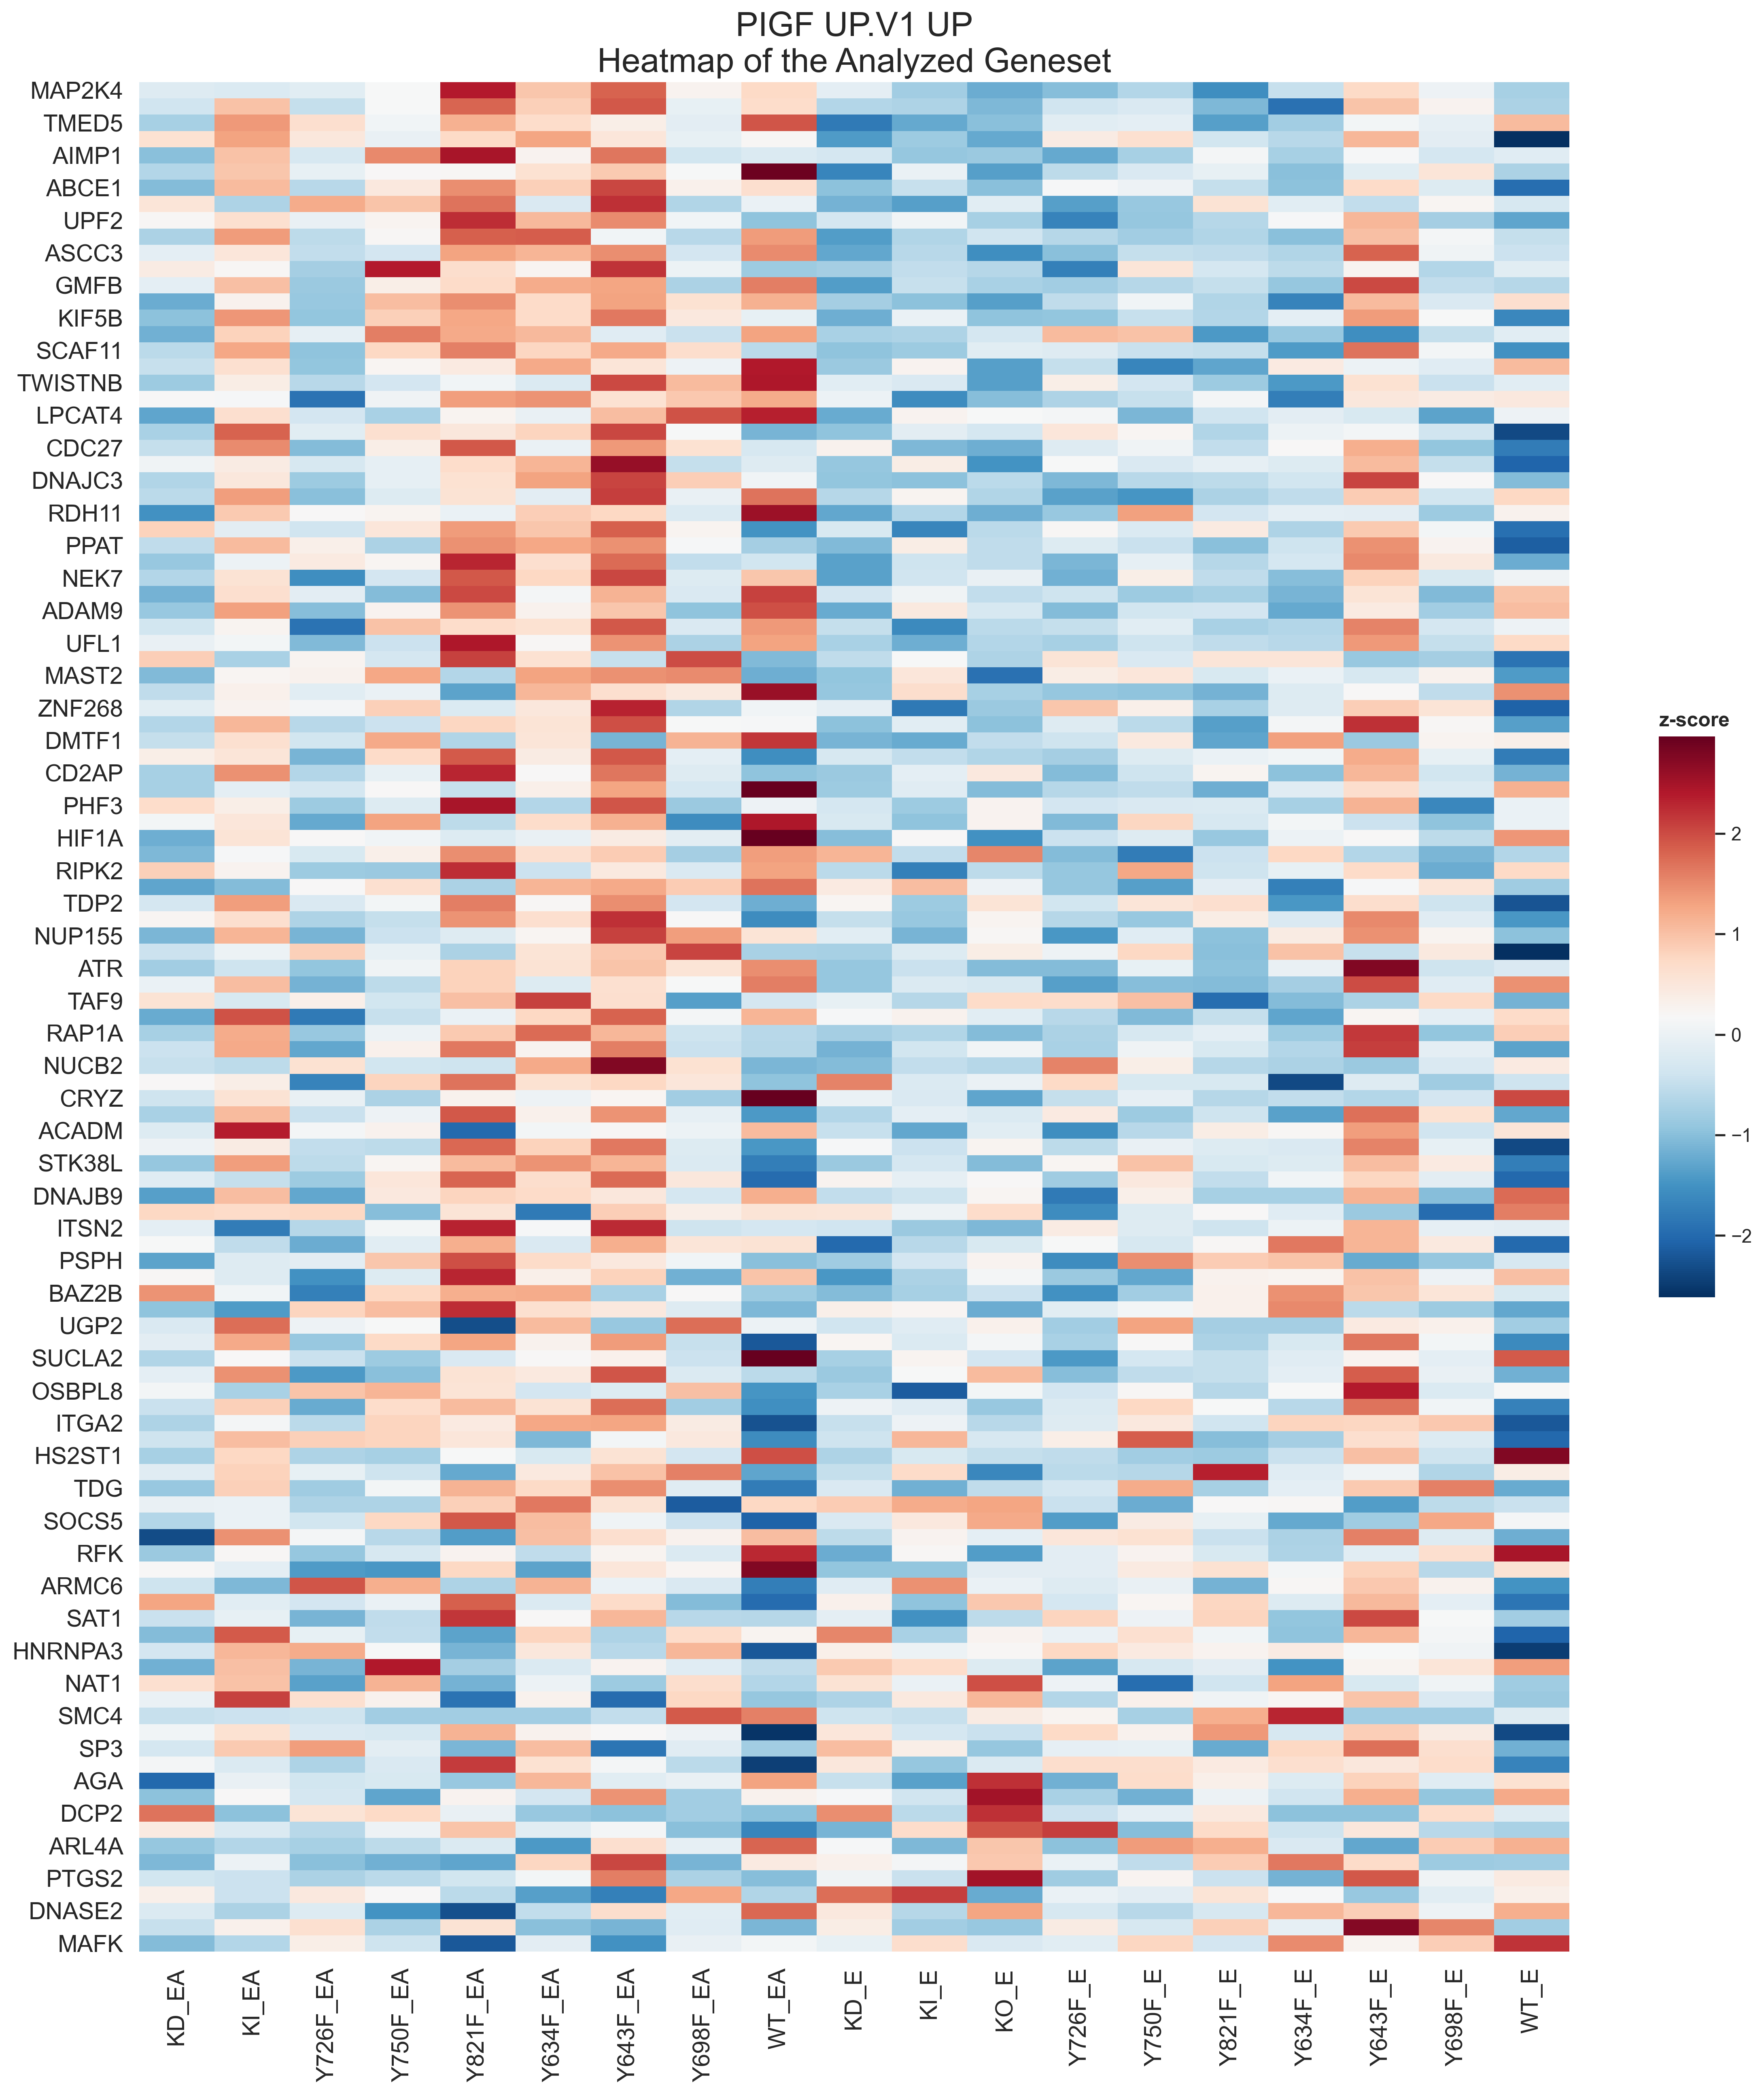 PIGF UP.V1 UP
Heatmap of the Analyzed Geneset
MAP2K4
TMED5
AIMP1
ABCE1
UPF2
ASCC3
GMFB
KIF5B
SCAF11
TWISTNB
LPCAT4
CDC27
DNAJC3
RDH11
PPAT
NEK7
ADAM9
UFL1
MAST2
ZNF268
DMTF1
CD2AP
PHF3
HIF1A
RIPK2
TDP2
NUP155
ATR
TAF9
RAP1A
NUCB2
CRYZ
ACADM
STK38L
DNAJB9
ITSN2
PSPH
BAZ2B
UGP2
SUCLA2
OSBPL8
ITGA2
HS2ST1
TDG
SOCS5
RFK
ARMC6
SAT1
HNRNPA3
NAT1
SMC4
SP3
AGA
DCP2
ARL4A
PTGS2
DNASE2
MAFK
KD_EA
KI_EA
Y726F_EA
Y750F_EA
Y821F_EA
Y634F_EA
Y643F_EA
Y698F_EA
WT_EA
KD_E
KI_E
KO_E
Y726F_E
Y750F_E
Y821F_E
Y634F_E
Y643F_E
Y698F_E
WT_E
z-score
2
1
0
−1
−2